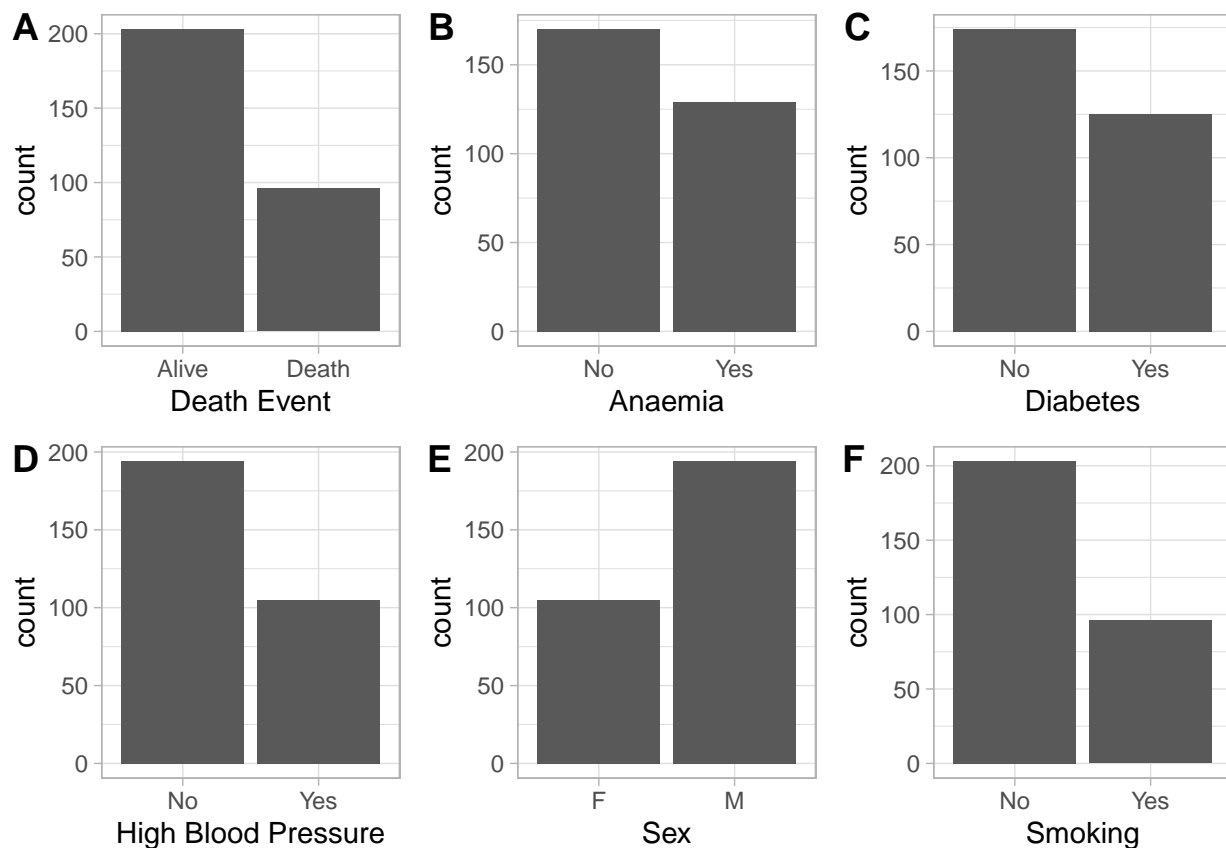 A
count
200
150
100
50
0
Alive Death
Death Event
B
count
150
100
50
0
No Yes
Anaemia
C
count
150
100
50
0
No Yes
Diabetes
D
count
200
150
100
50
0
No Yes
High Blood Pressure
E
count
200
150
100
50
0
F M
Sex
F
count
200
150
100
50
0
No Yes
Smoking